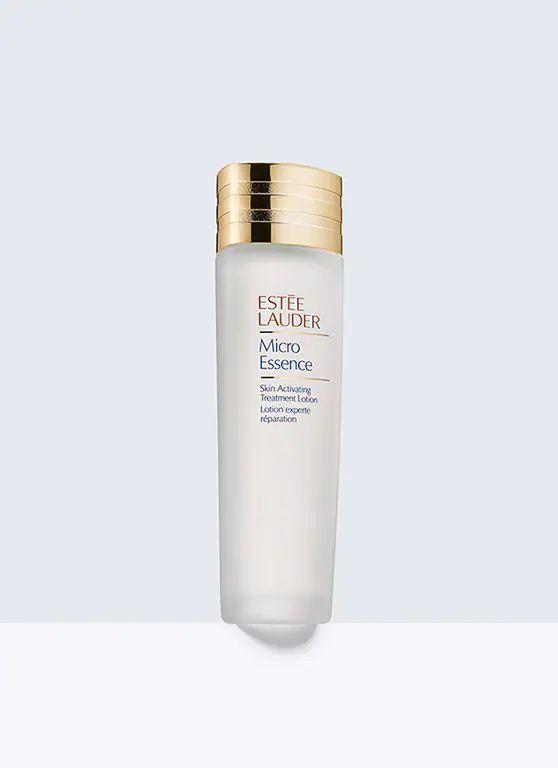 ESTĒE
LAUDER
Micro
Essence
Skin Activating
Treatment Lotion
Lotion experte
réparation